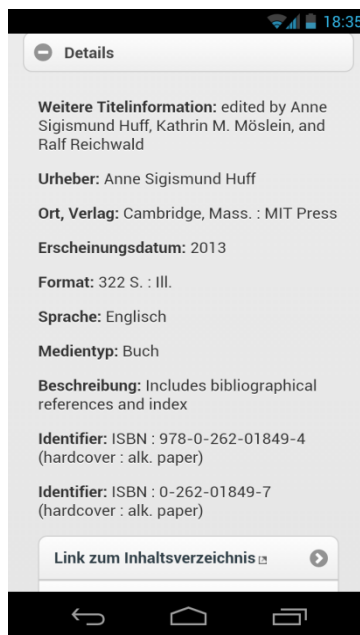 18:35
Details
Weitere Titelinformation: edited by Anne
Sigismund Huff, Kathrin M. Möslein, and
Ralf Reichwald
Urheber: Anne Sigismund Huff
Ort, Verlag: Cambridge, Mass. : MIT Press
Erscheinungsdatum: 2013
Format: 322 S. : Ill.
Sprache: Englisch
Medientyp: Buch
Beschreibung: Includes bibliographical
references and index
Identifier: ISBN : 978-0-262-01849-4
(hardcover : alk. paper)
Identifier: ISBN : 0-262-01849-7
(hardcover : alk. paper)
Link zum Inhaltsverzeichnis